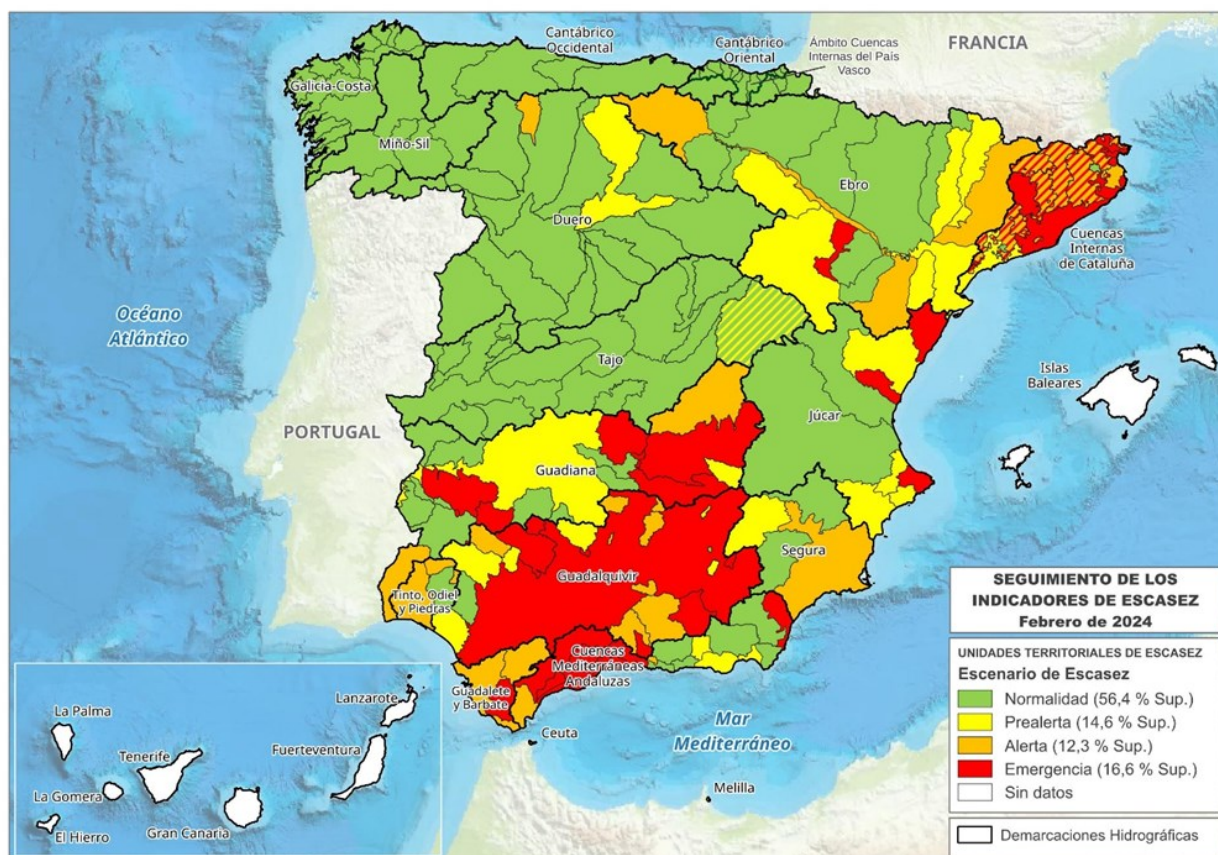 Cantábrico
Occidental
Cantábrico
Oriental
Ámbito Cuencas
Internas del País
Vasco
FRANCIA
Galicia-Costa
Miño-Sil
Ebro
Duero
Cuencas
Internas
de Cataluña
Océano
Atlántico
Tajo
Islas
Baleares
Júcar
PORTUGAL
Guadiana
Segura
Guadalquivir
Tinto, Odiel
y Piedras
Cuencas
Mediterráneas
Andaluzas
Guadalete
y Barbate
Ceuta
Mar
Mediterráneo
Melilla
Lanzarote
La Palma
Tenerife
Fuerteventura
La Gomera
El Hierro
Gran Canaria
SEGUIMIENTO DE LOS
INDICADORES DE ESCASEZ
Febrero de 2024
UNIDADES TERRITORIALES DE ESCASEZ
Escenario de Escasez
Normalidad (56,4 % Sup.)
Prealerta (14,6 % Sup.)
Alerta (12,3 % Sup.)
Emergencia (16,6 % Sup.)
Sin datos
Demarcaciones Hidrográficas